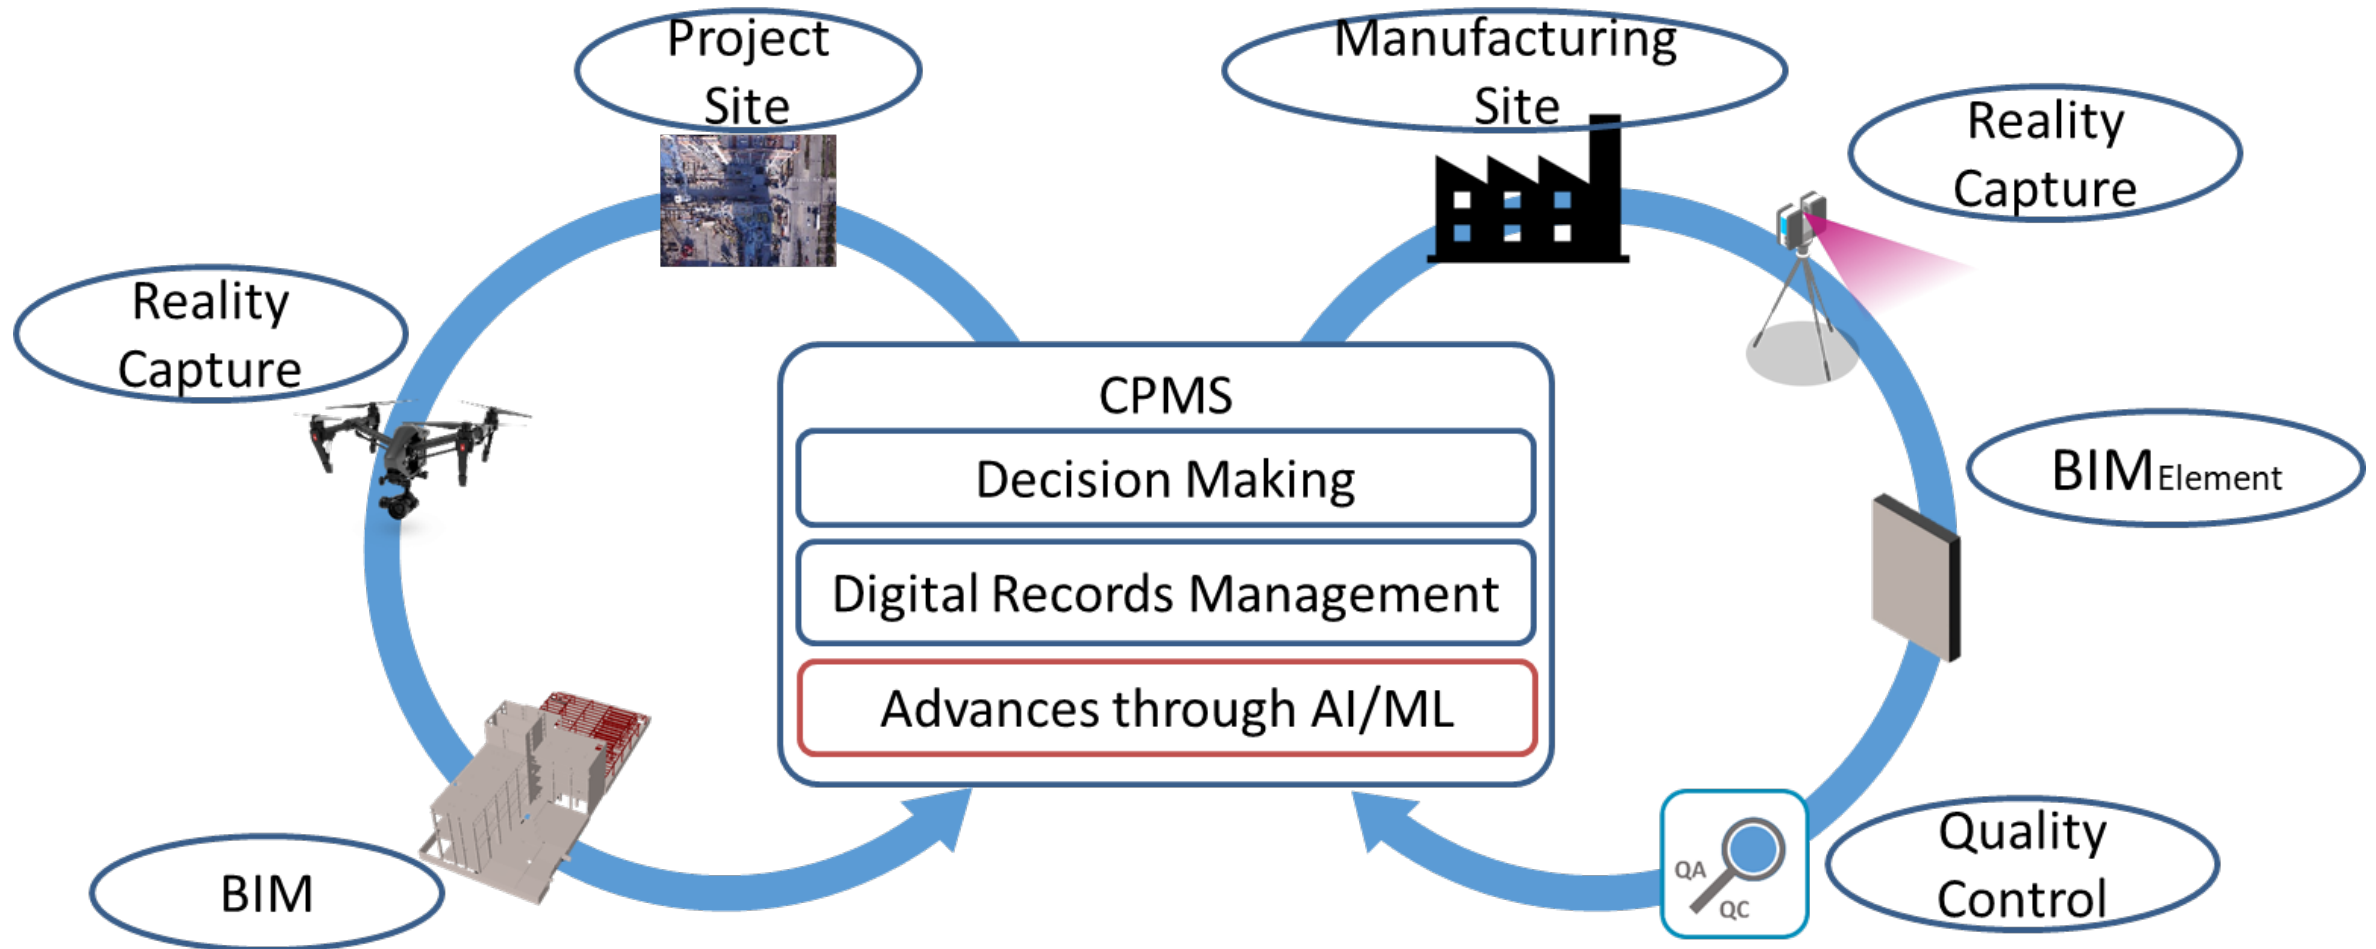 Project
Site
Manufacturing
Site
Reality
Capture
Reality
Capture
CPMS
Decision Making
BIM Element
Digital Records Management
Advances through AI/ML
BIM
QA
QC
Quality
Control